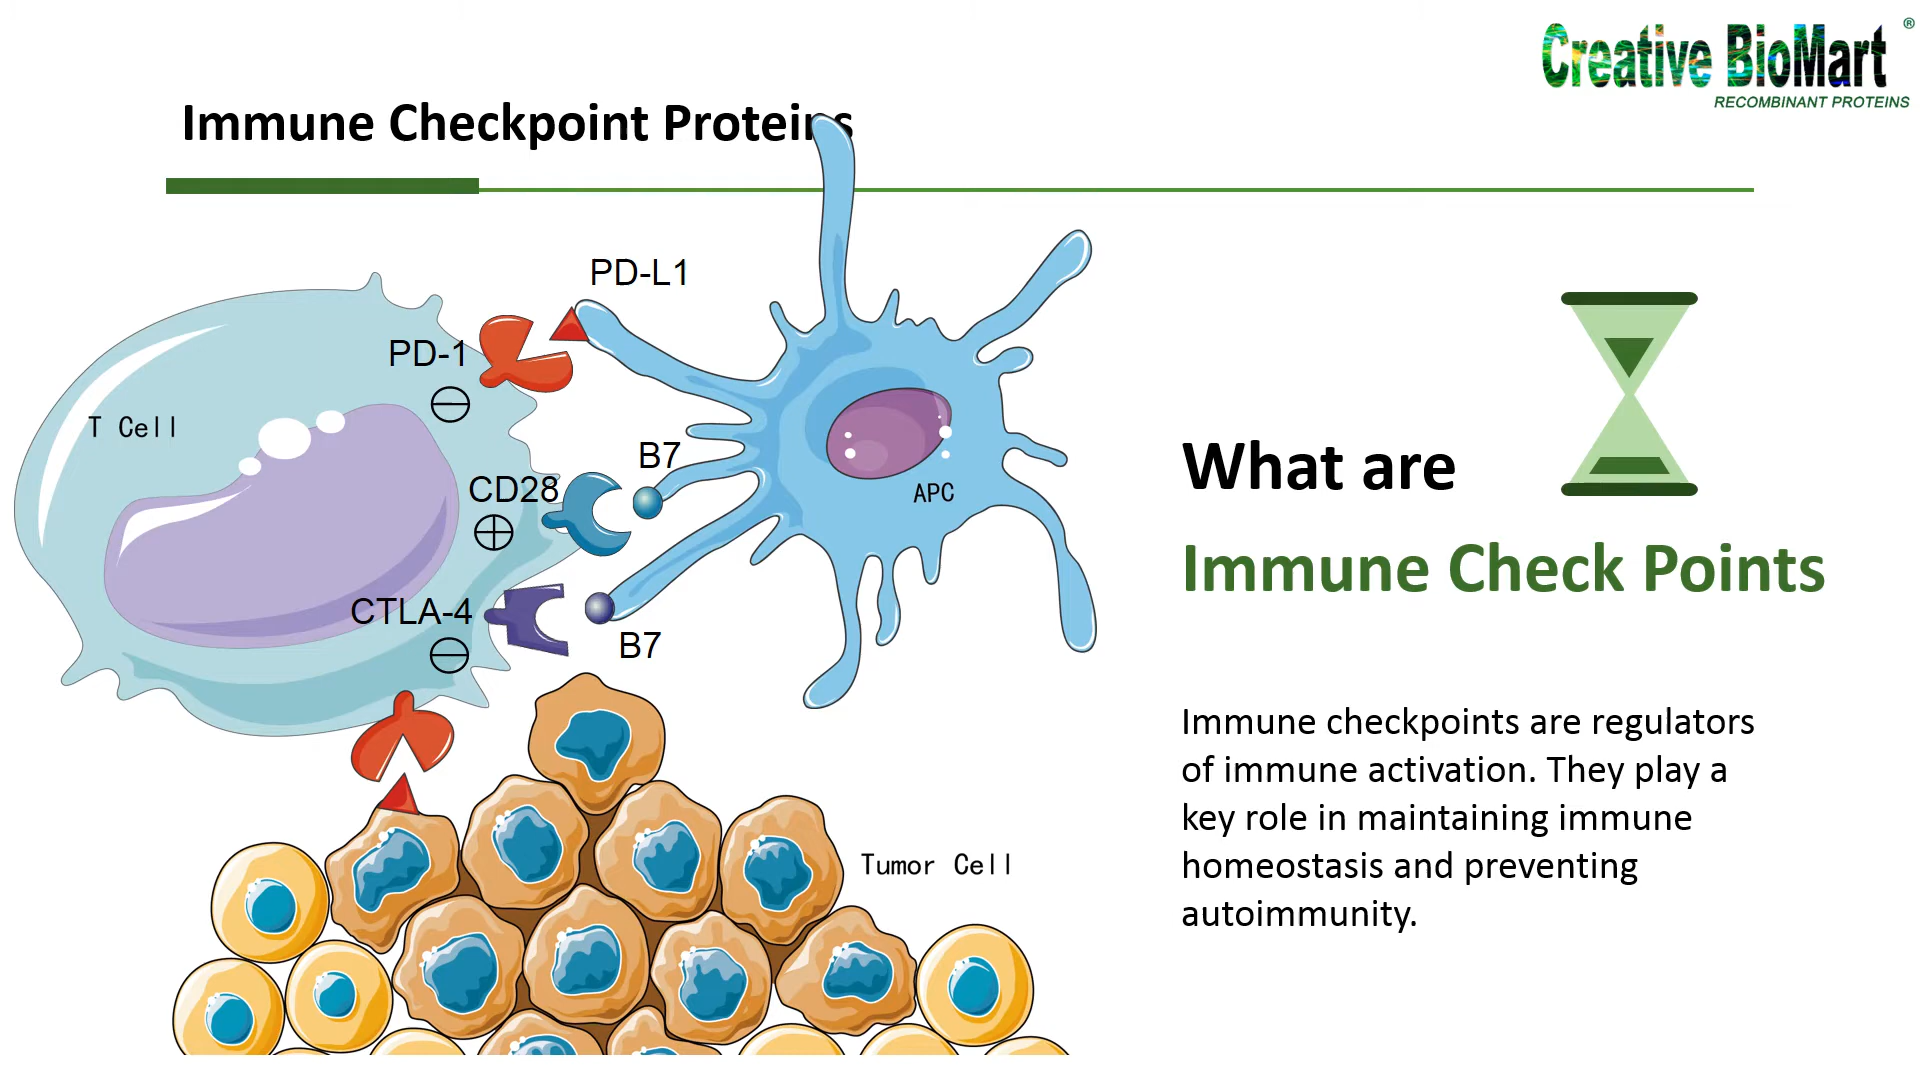 Creative BioMart ®
RECOMBINANT PROTEINS
Immune Checkpoint Proteins
PD-L1
PD-1
T Cell
B7
CD28
APC
CTLA-4
B7
Tumor Cell
What are
Immune Check Points
Immune checkpoints are regulators
of immune activation. They play a
key role in maintaining immune
homeostasis and preventing
autoimmunity.